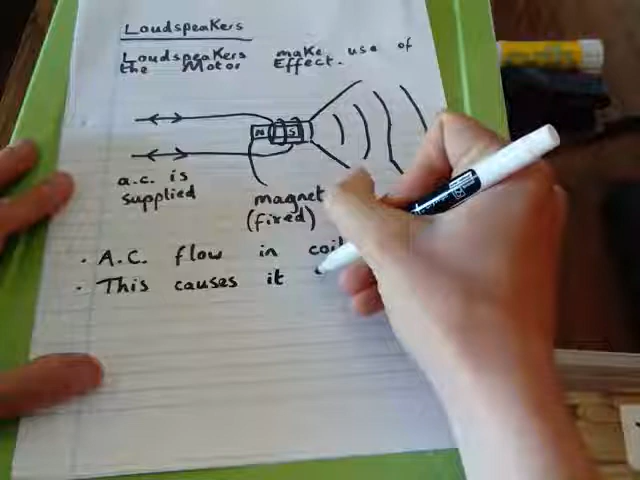 Loudspeakers
Loudspeakers make use of
the Motor Effect.
N S
a.c. is
supplied
magnet
(fixed)
· A.C. flow in coil
· This causes it